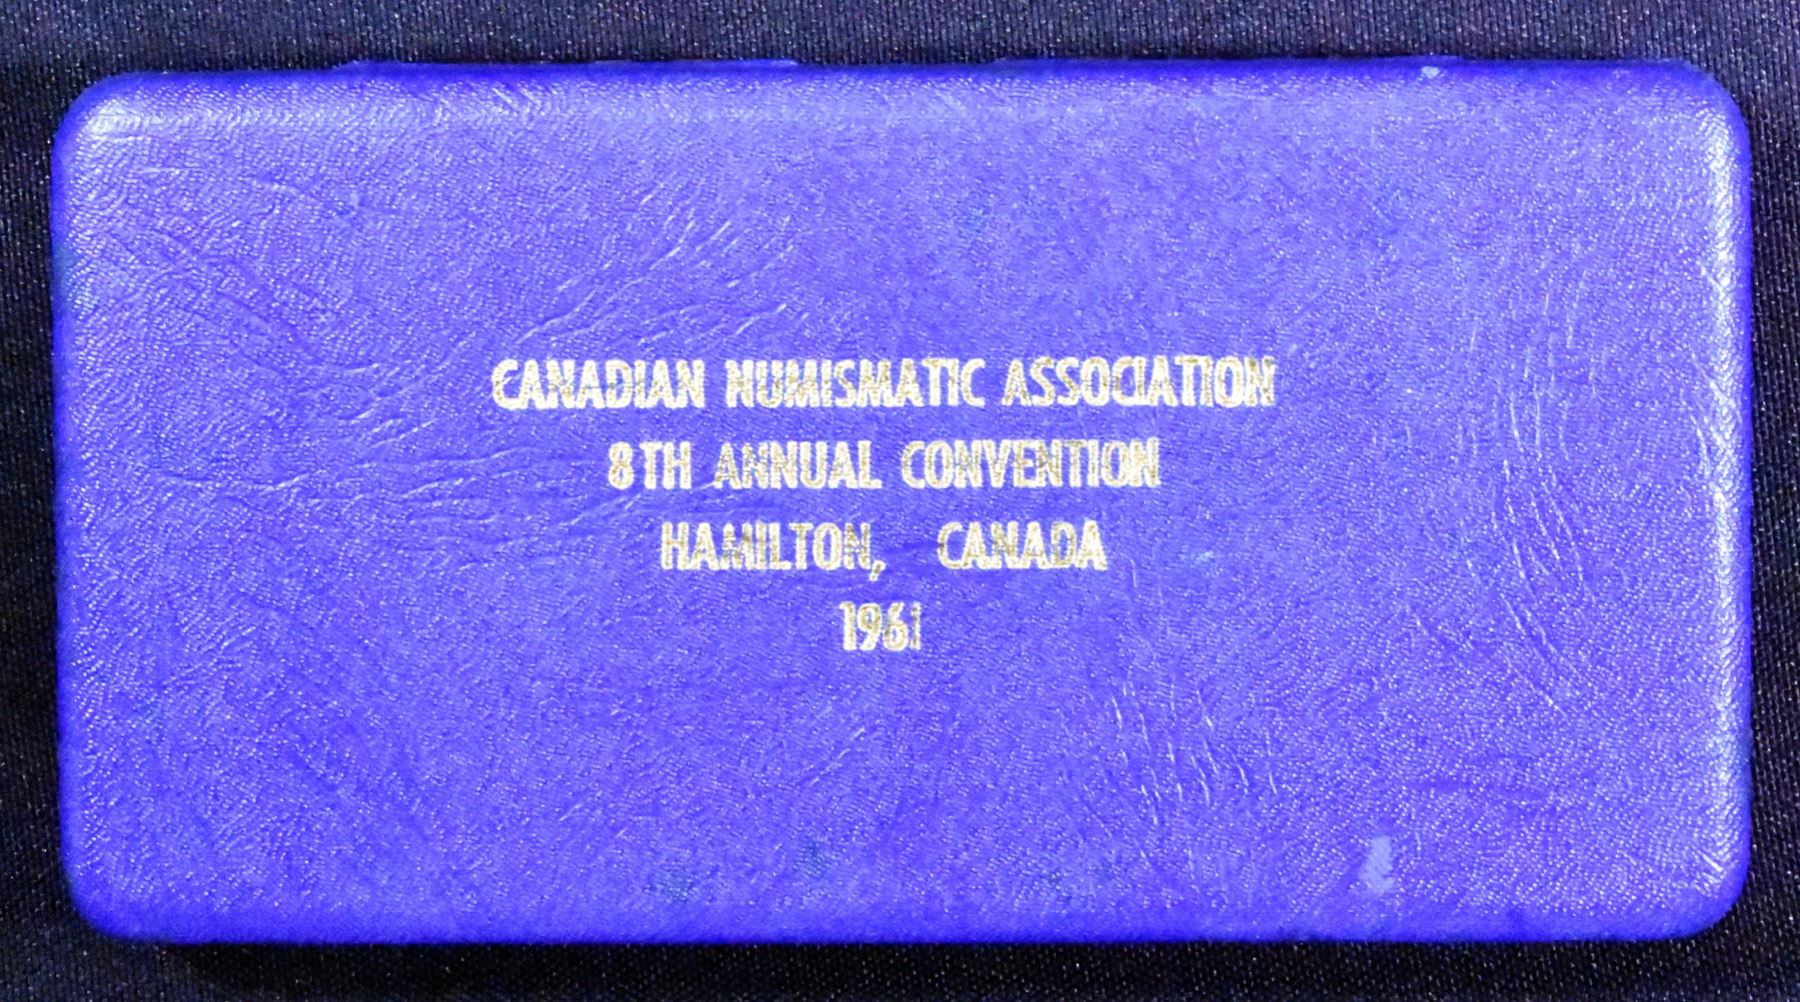 CANADIAN NUMISMATIC ASSOCIATION
8TH ANNUAL CONVENTION
HAMILTON, CANADA
1961